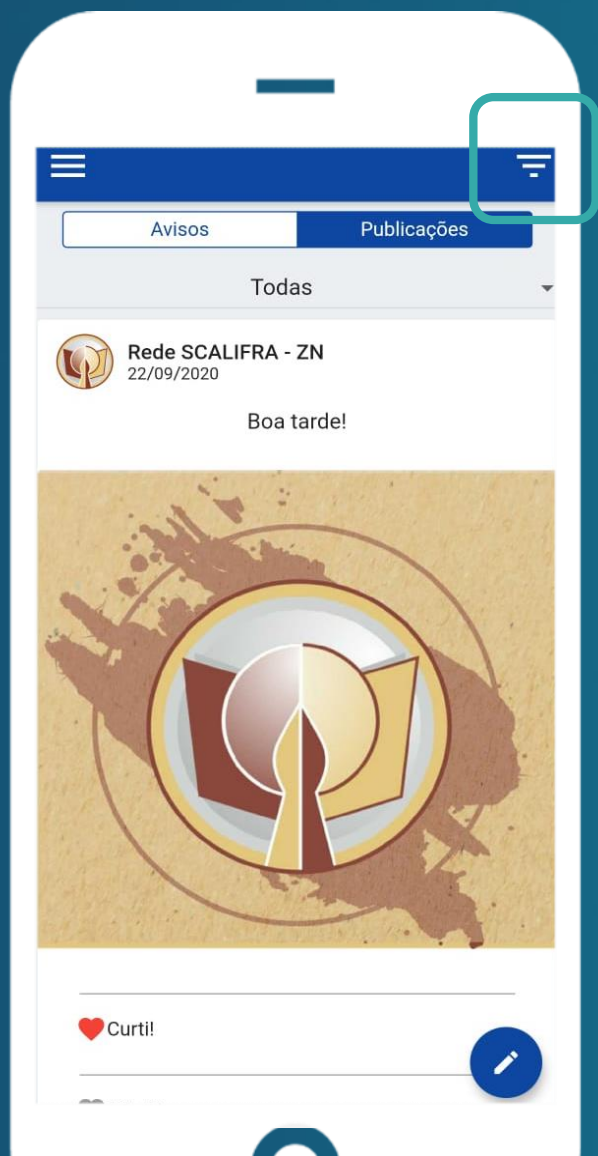 Avisos
Publicações
Todas
Rede SCALIFRA - ZN
22/09/2020
Boa tarde!
Curti!